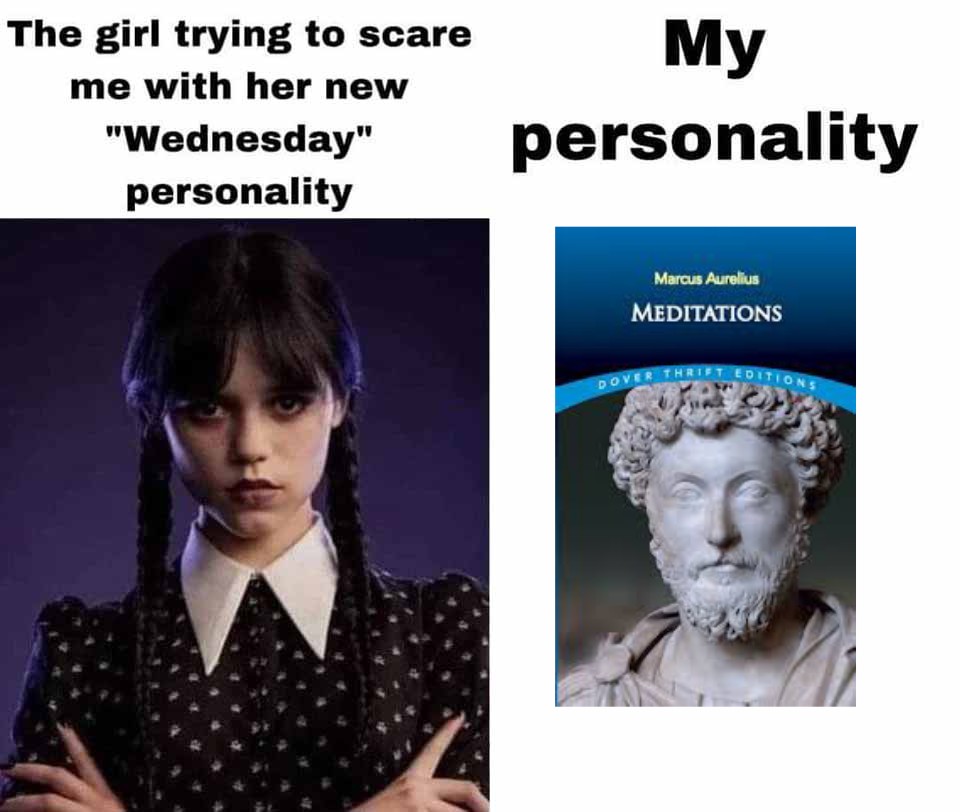 The girl trying to scare
me with her new
"Wednesday"
personality
My
personality
Marcus Aurelius
MEDITATIONS
DOVER THRIFT EDITIONS